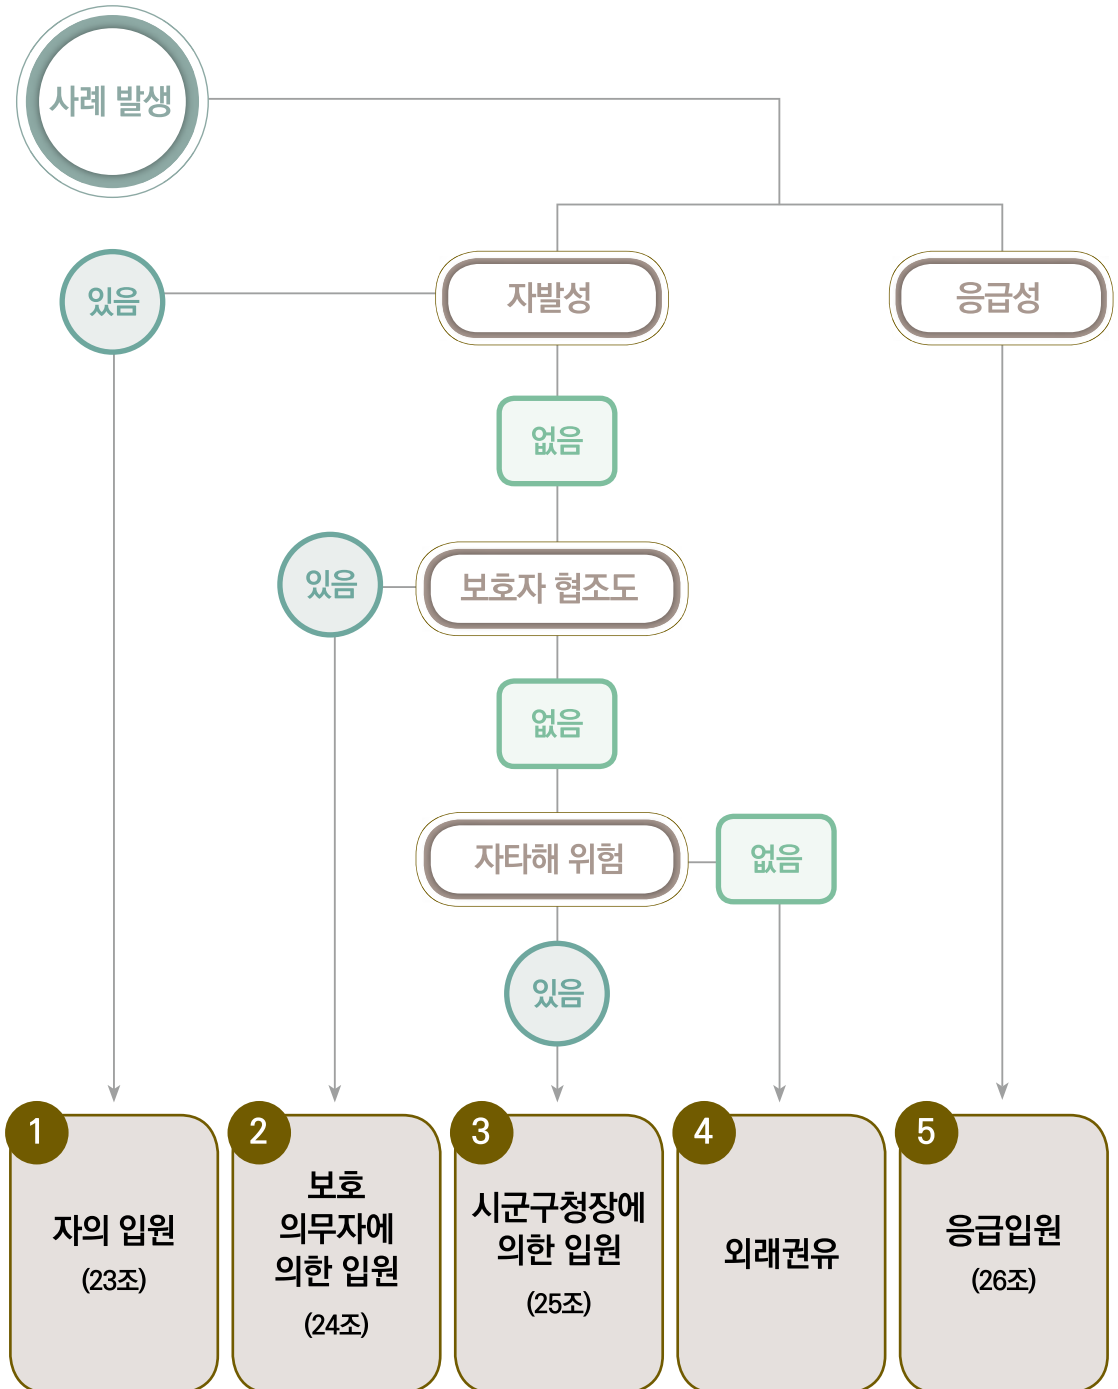 사례 발생
있음
자발성
응급성
없음
있음
보호자 협조도
없음
자타해 위험
없음
있음
1
자의 입원
(23조)
2
보호
의무자에
의한 입원
(24조)
3
시군구청장에
의한 입원
(25조)
4
외래권유
5
응급입원
(26조)